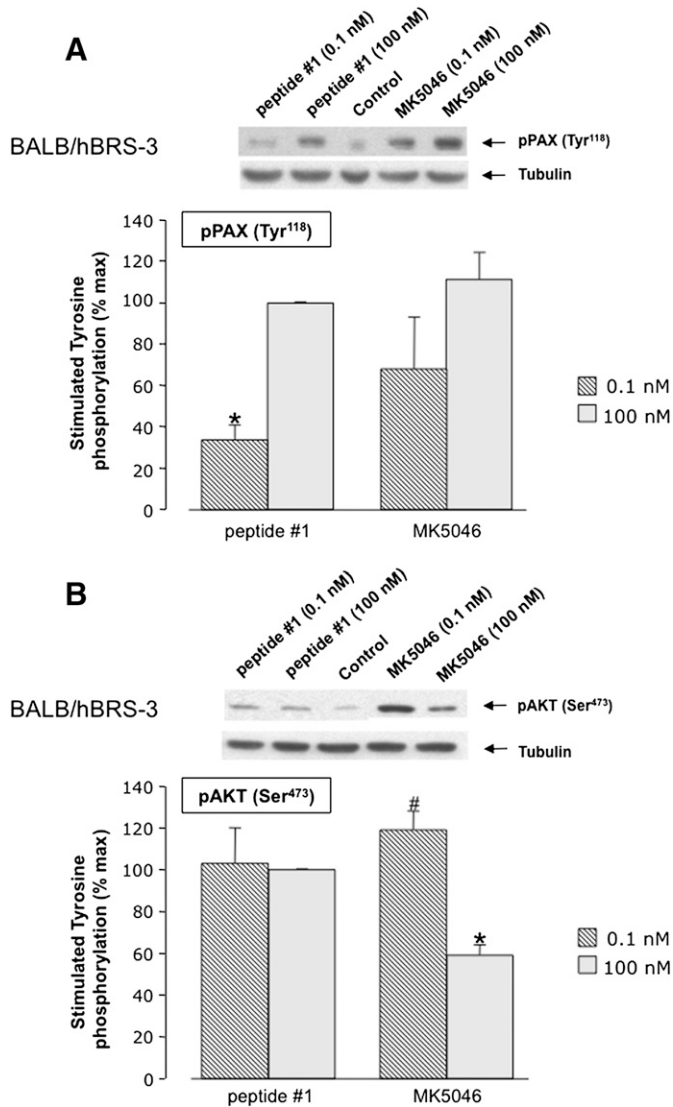 A
peptide #1 (0.1 nM)
peptide #1 (100 nM)
Control
MK5046 (0.1 nM)
MK5046 (100 nM)
BALB/hBRS-3
pPAX (Tyr¹¹⁸)
Tubulin
pPAX (Tyr¹¹⁸)
Stimulated Tyrosine
phosphorylation (% max)
140
120
100
80
60
40
20
0
*
0.1 nM
100 nM
peptide #1
MK5046
B
peptide #1 (0.1 nM)
peptide #1 (100 nM)
Control
MK5046 (0.1 nM)
MK5046 (100 nM)
BALB/hBRS-3
pAKT (Ser⁴⁷³)
Tubulin
pAKT (Ser⁴⁷³)
Stimulated Tyrosine
phosphorylation (% max)
140
120
100
80
60
40
20
0
#
*
0.1 nM
100 nM
peptide #1
MK5046